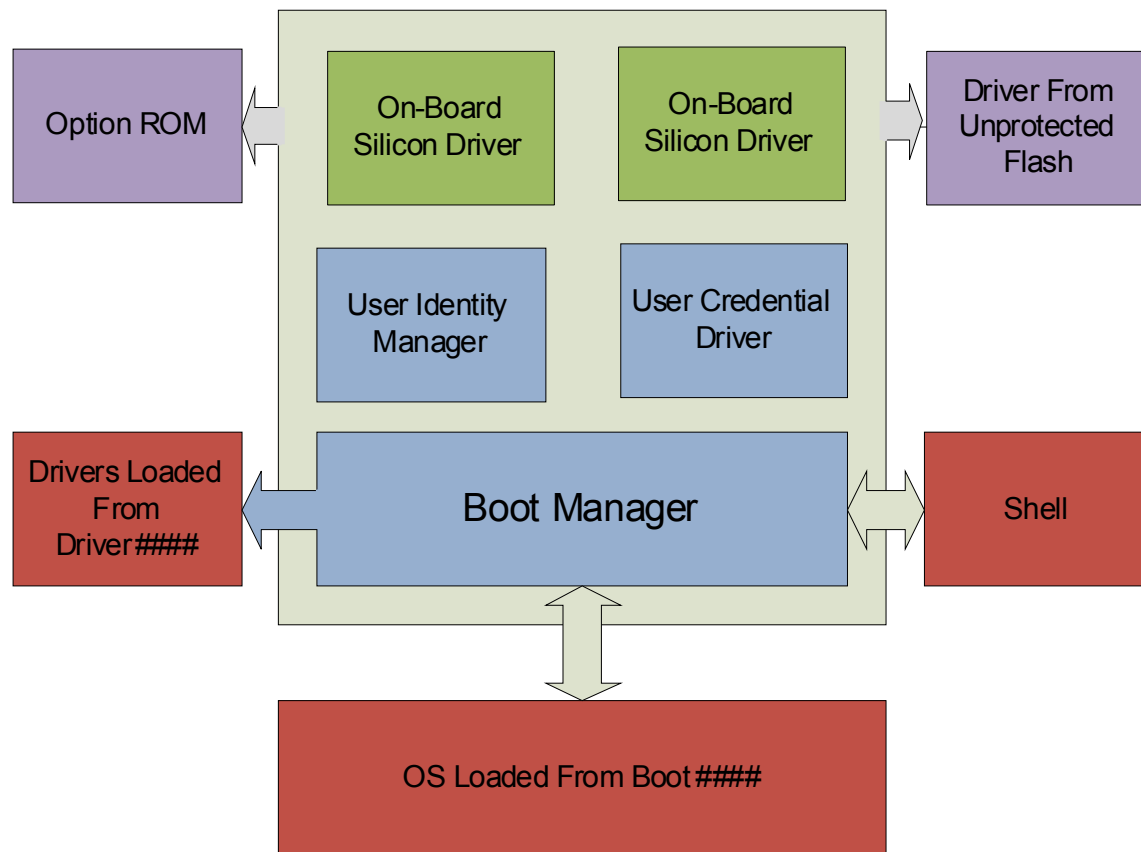 Option ROM
On-Board
Silicon Driver
On-Board
Silicon Driver
Driver From
Unprotected
Flash
User Identity
Manager
User Credential
Driver
Drivers Loaded
From
Driver####
Boot Manager
Shell
OS Loaded From Boot ####